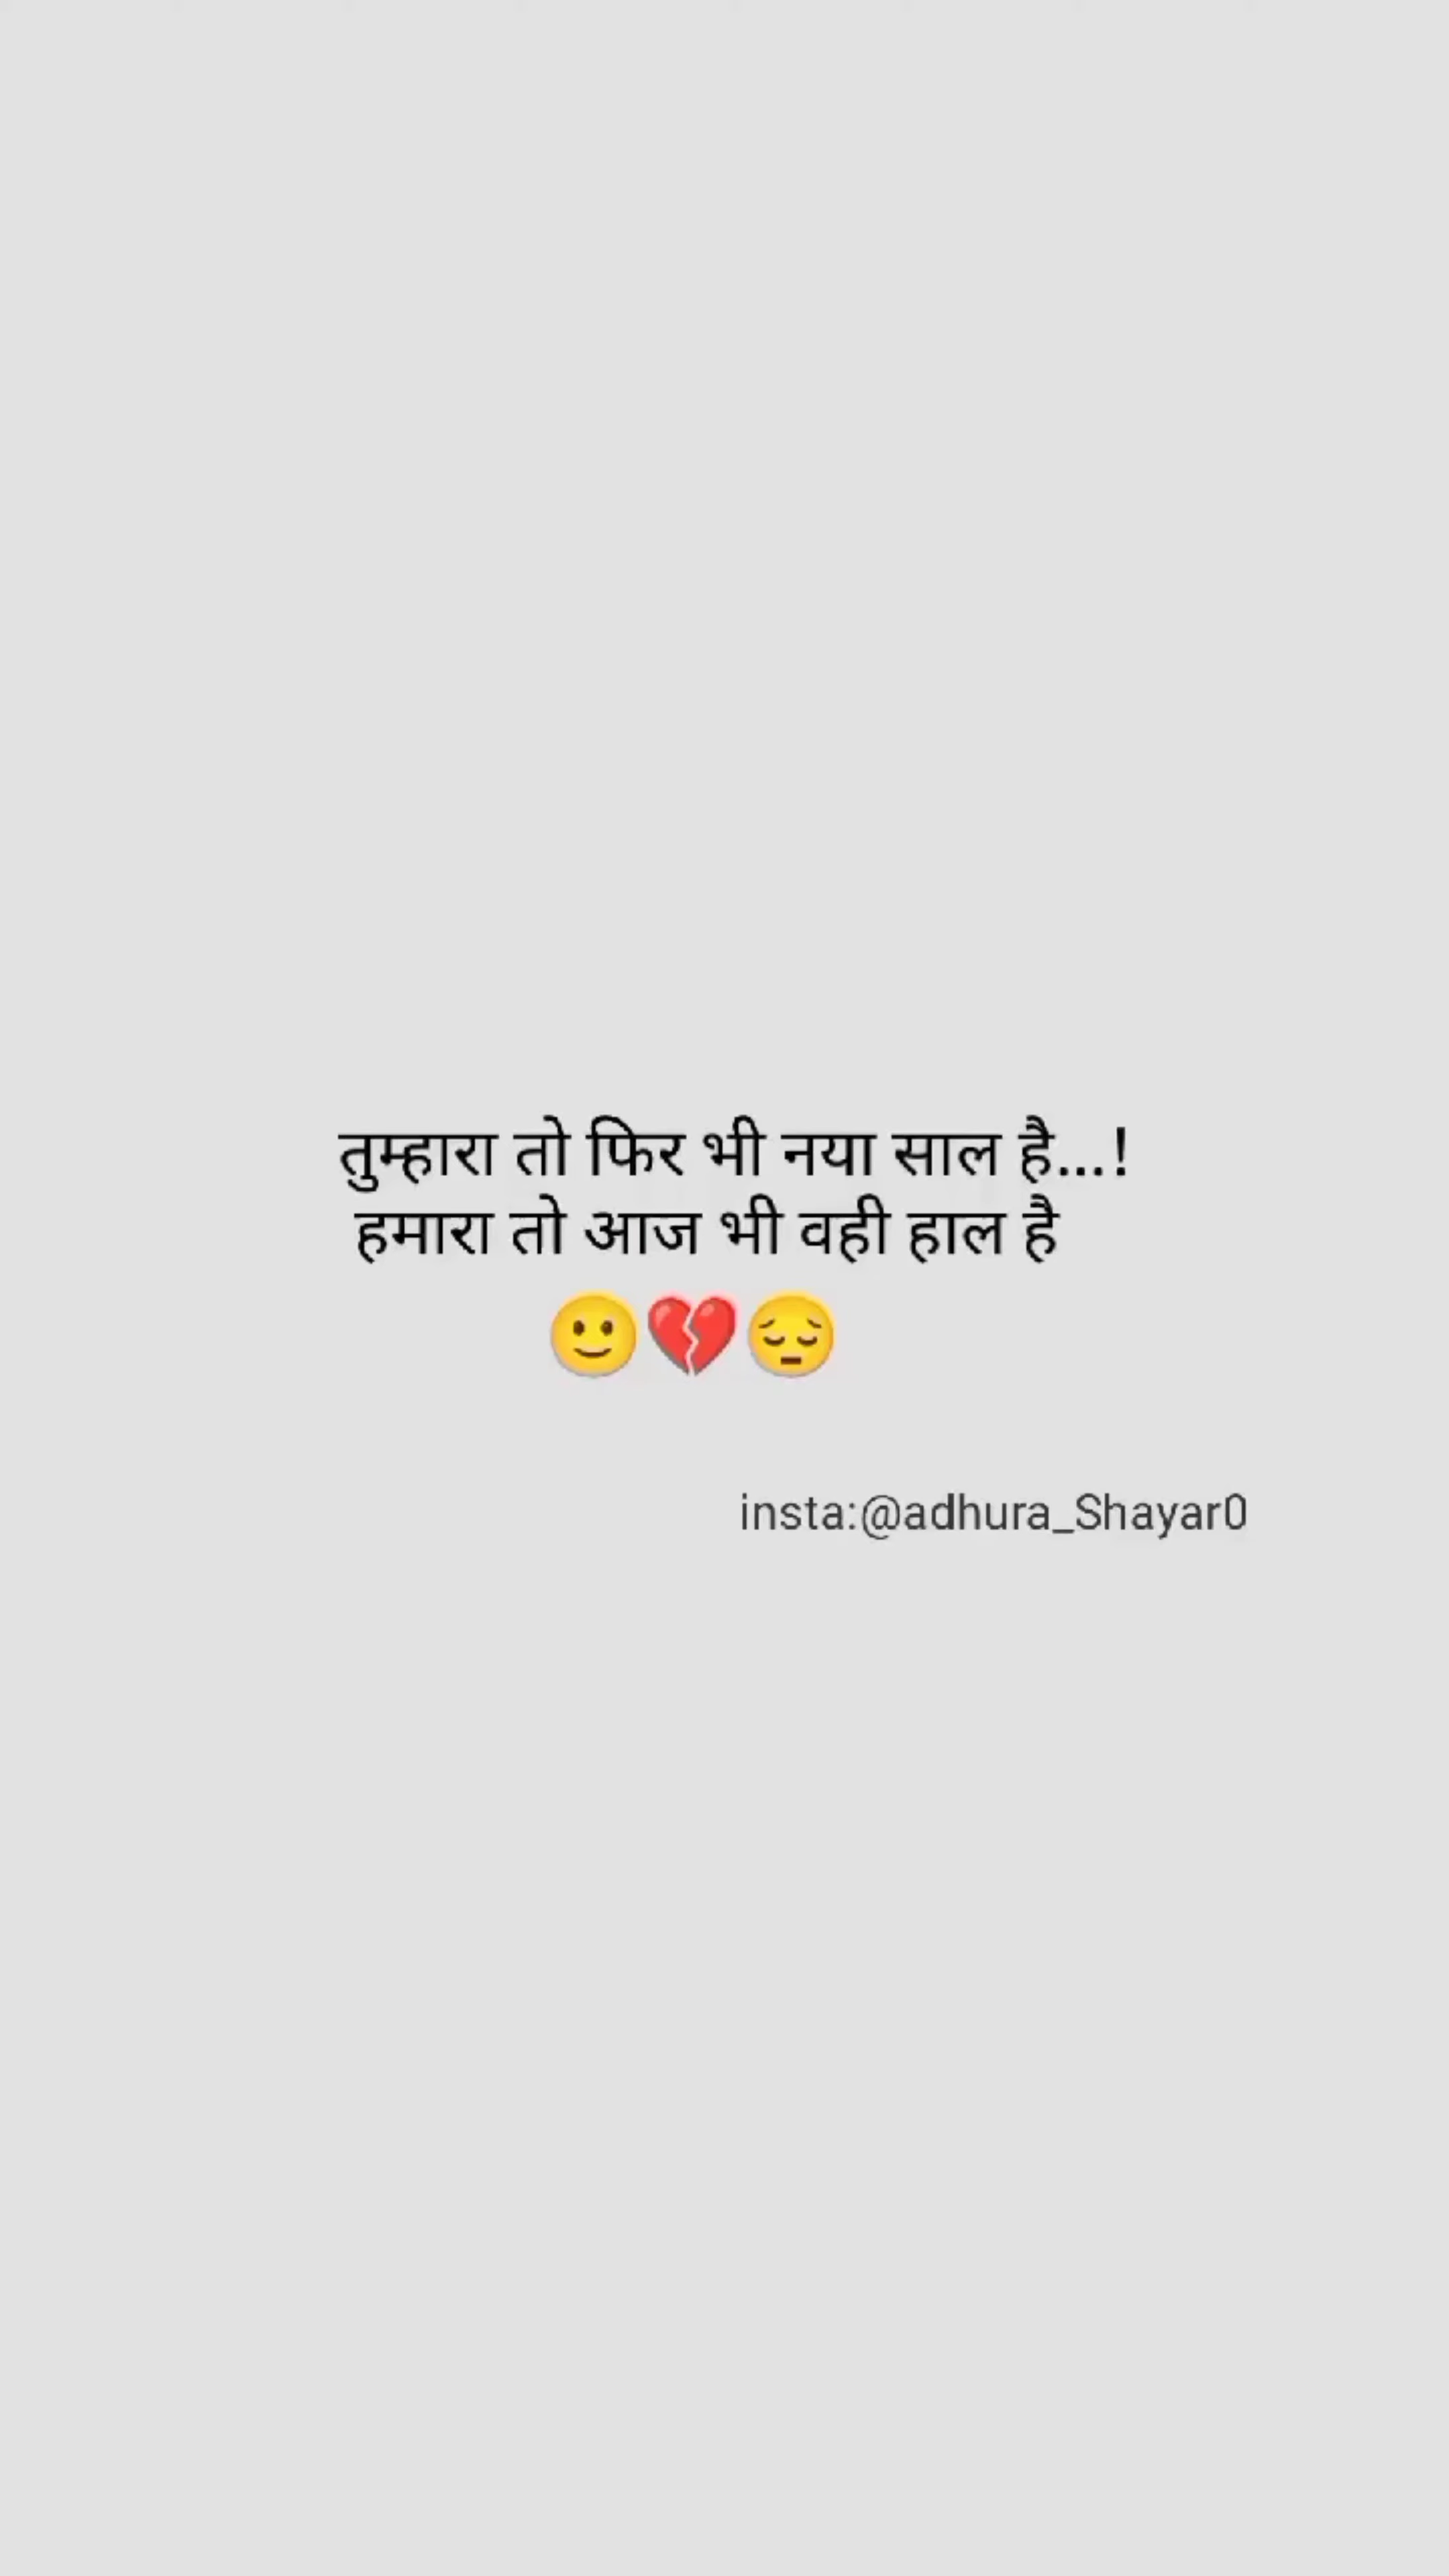 तुम्हारा तो फिर भी नया साल है...!
हमारा तो आज भी वही हाल है
🙂💔😔
insta:@adhura_Shayar0